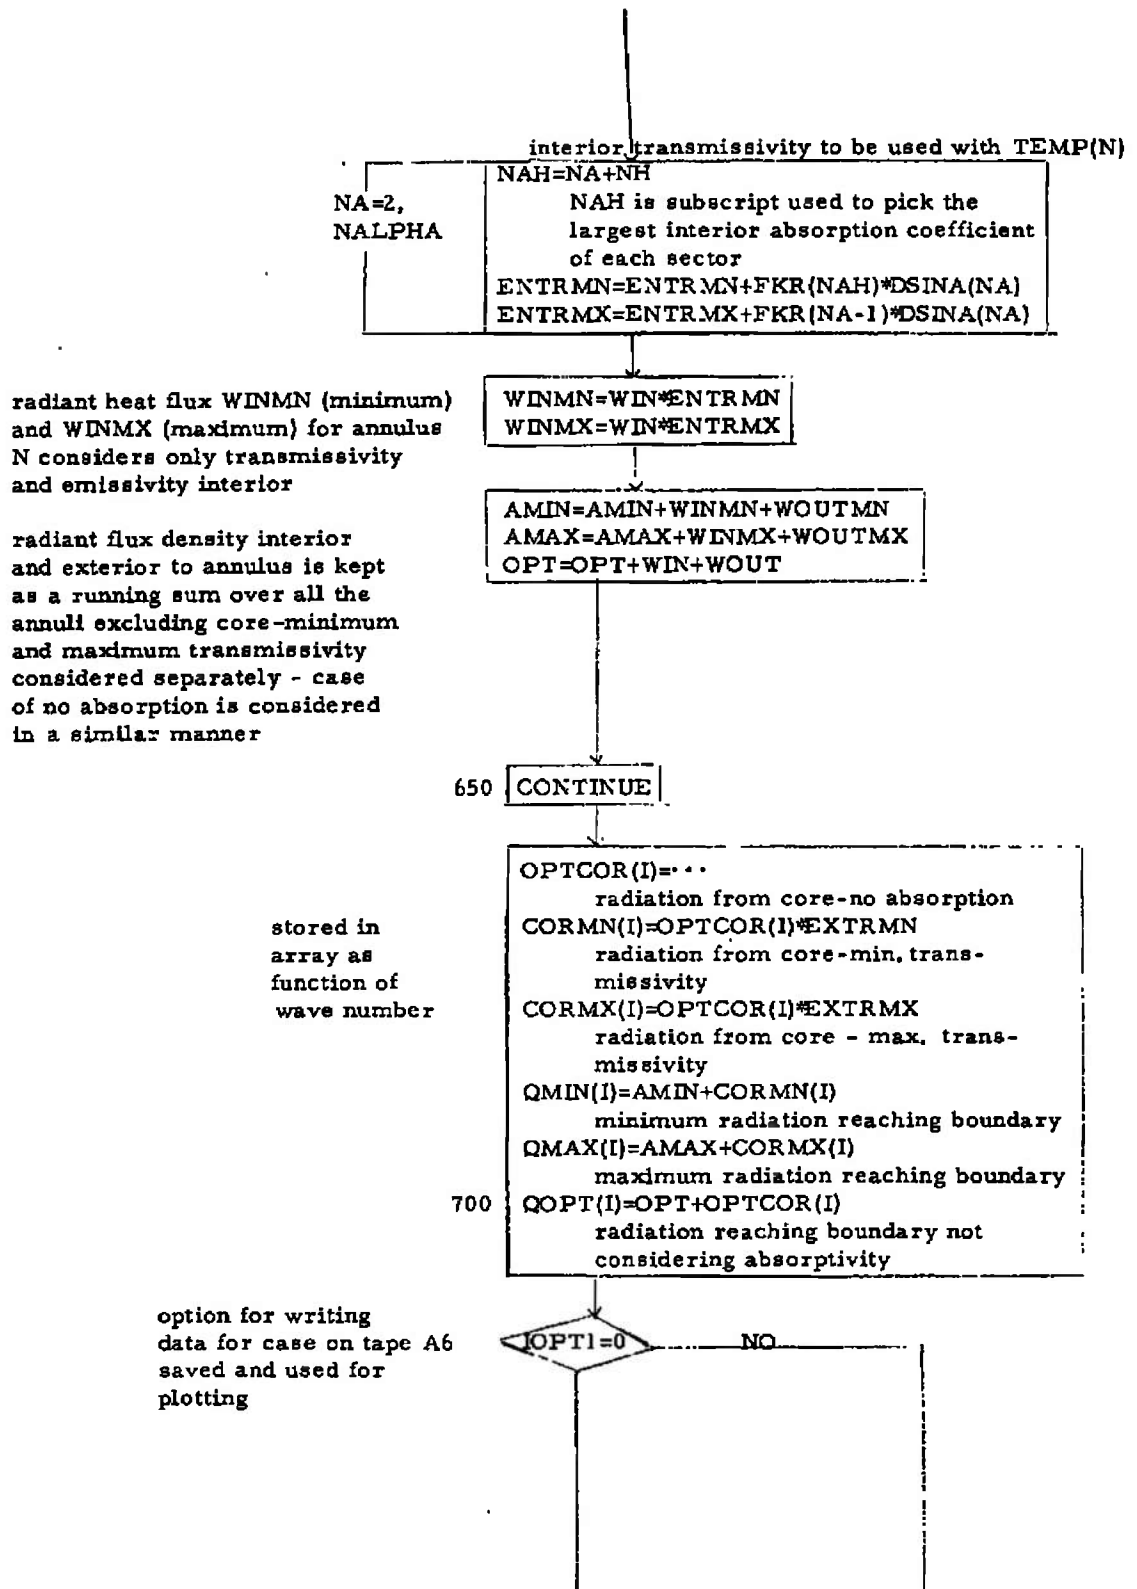 interior transmissivity to be used with TEMP(N)
NA=2,
NALPHA
NAH=NA+NH
NAH is subscript used to pick the
largest interior absorption coefficient
of each sector
ENTRMN=ENTRMN+FKR(NAH)*DSINA(NA)
ENTRMX=ENTRMX+FKR(NA-1)*DSINA(NA)
radiant heat flux WINMN (minimum)
and WINMX (maximum) for annulus
N considers only transmissivity
and emissivity interior
WINMN=WIN*ENTRMN
WINMX=WIN*ENTRMX
radiant flux density interior
and exterior to annulus is kept
as a running sum over all the
annuli excluding core-minimum
and maximum transmissivity
considered separately - case
of no absorption is considered
in a similar manner
AMIN=AMIN+WINMN+WOUTMN
AMAX=AMAX+WINMX+WOUTMX
OPT=OPT+WIN+WOUT
650 CONTINUE
stored in
array as
function of
wave number
OPTCOR(I)=...
radiation from core-no absorption
CORMN(I)=OPTCOR(I)*EXTRMN
radiation from core-min. trans-
missivity
CORMX(I)=OPTCOR(I)*EXTRMX
radiation from core - max. trans-
missivity
QMIN(I)=AMIN+CORMN(I)
minimum radiation reaching boundary
QMAX(I)=AMAX+CORMX(I)
maximum radiation reaching boundary
700 QOPT(I)=OPT+OPTCOR(I)
radiation reaching boundary not
considering absorptivity
option for writing
data for case on tape A6
saved and used for
plotting
IOPT1=0
NO